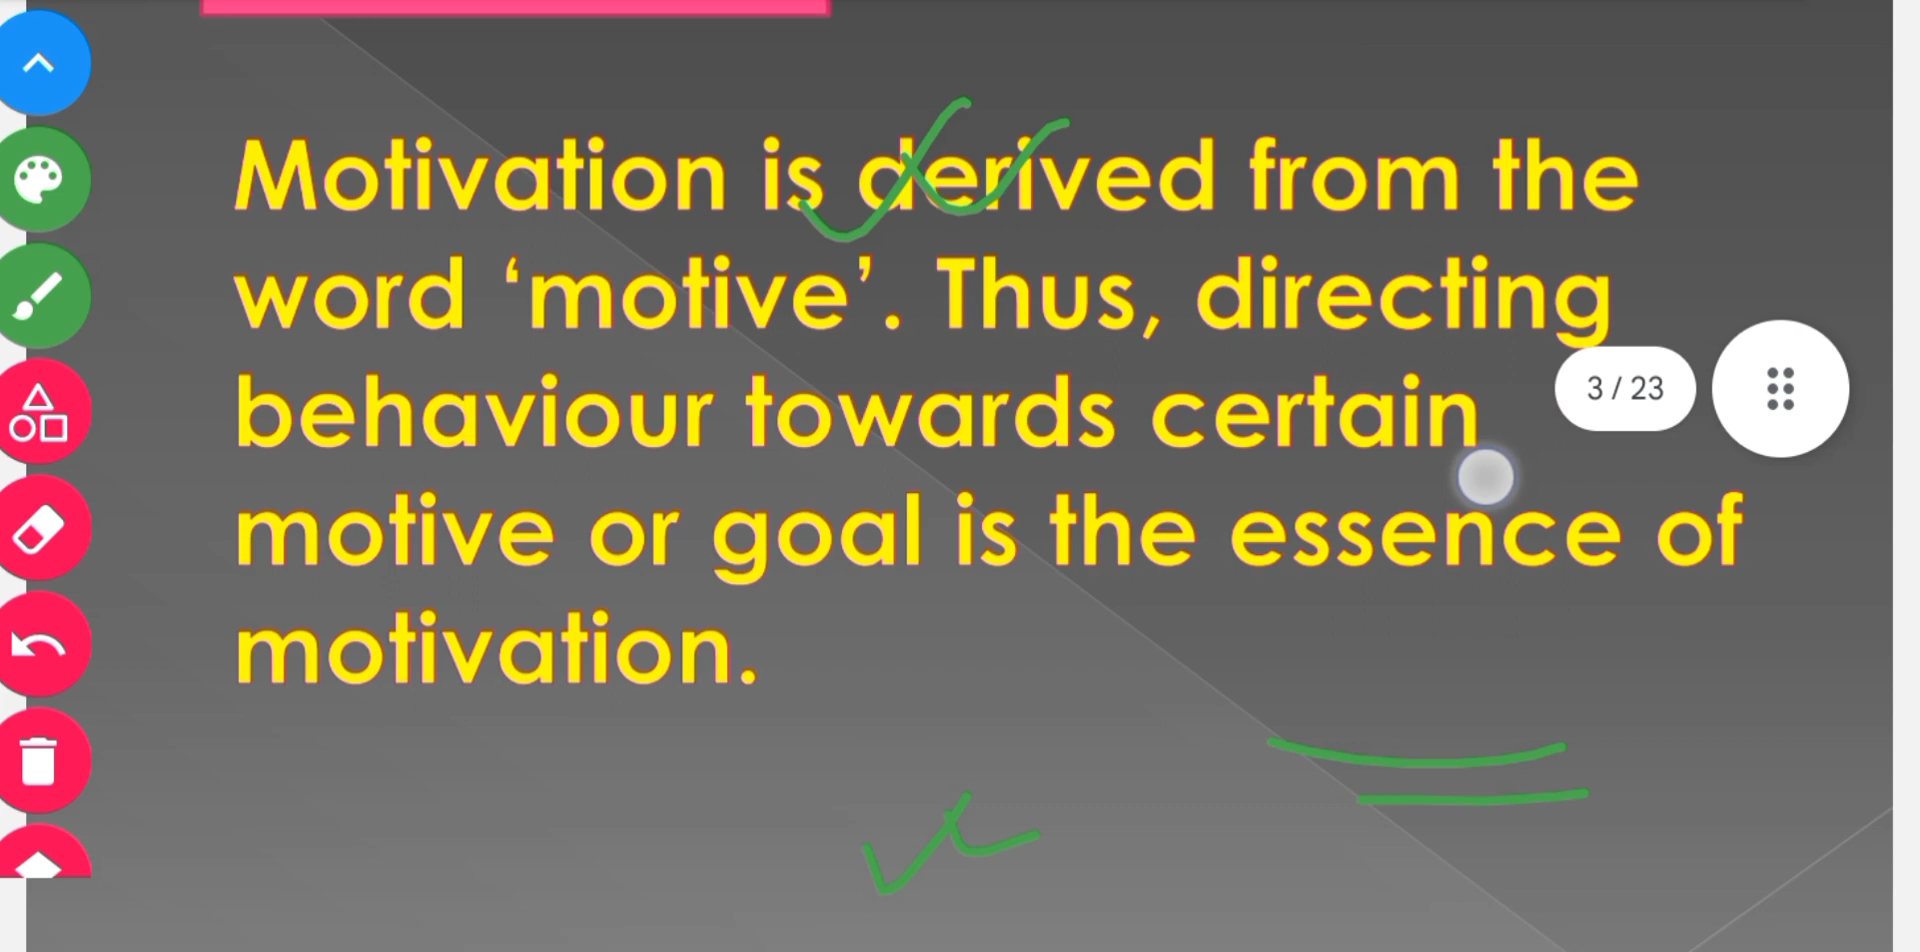 Motivation is derived from the
word ‘motive’. Thus, directing
behaviour towards certain
3 / 23
motive or goal is the essence of
motivation.